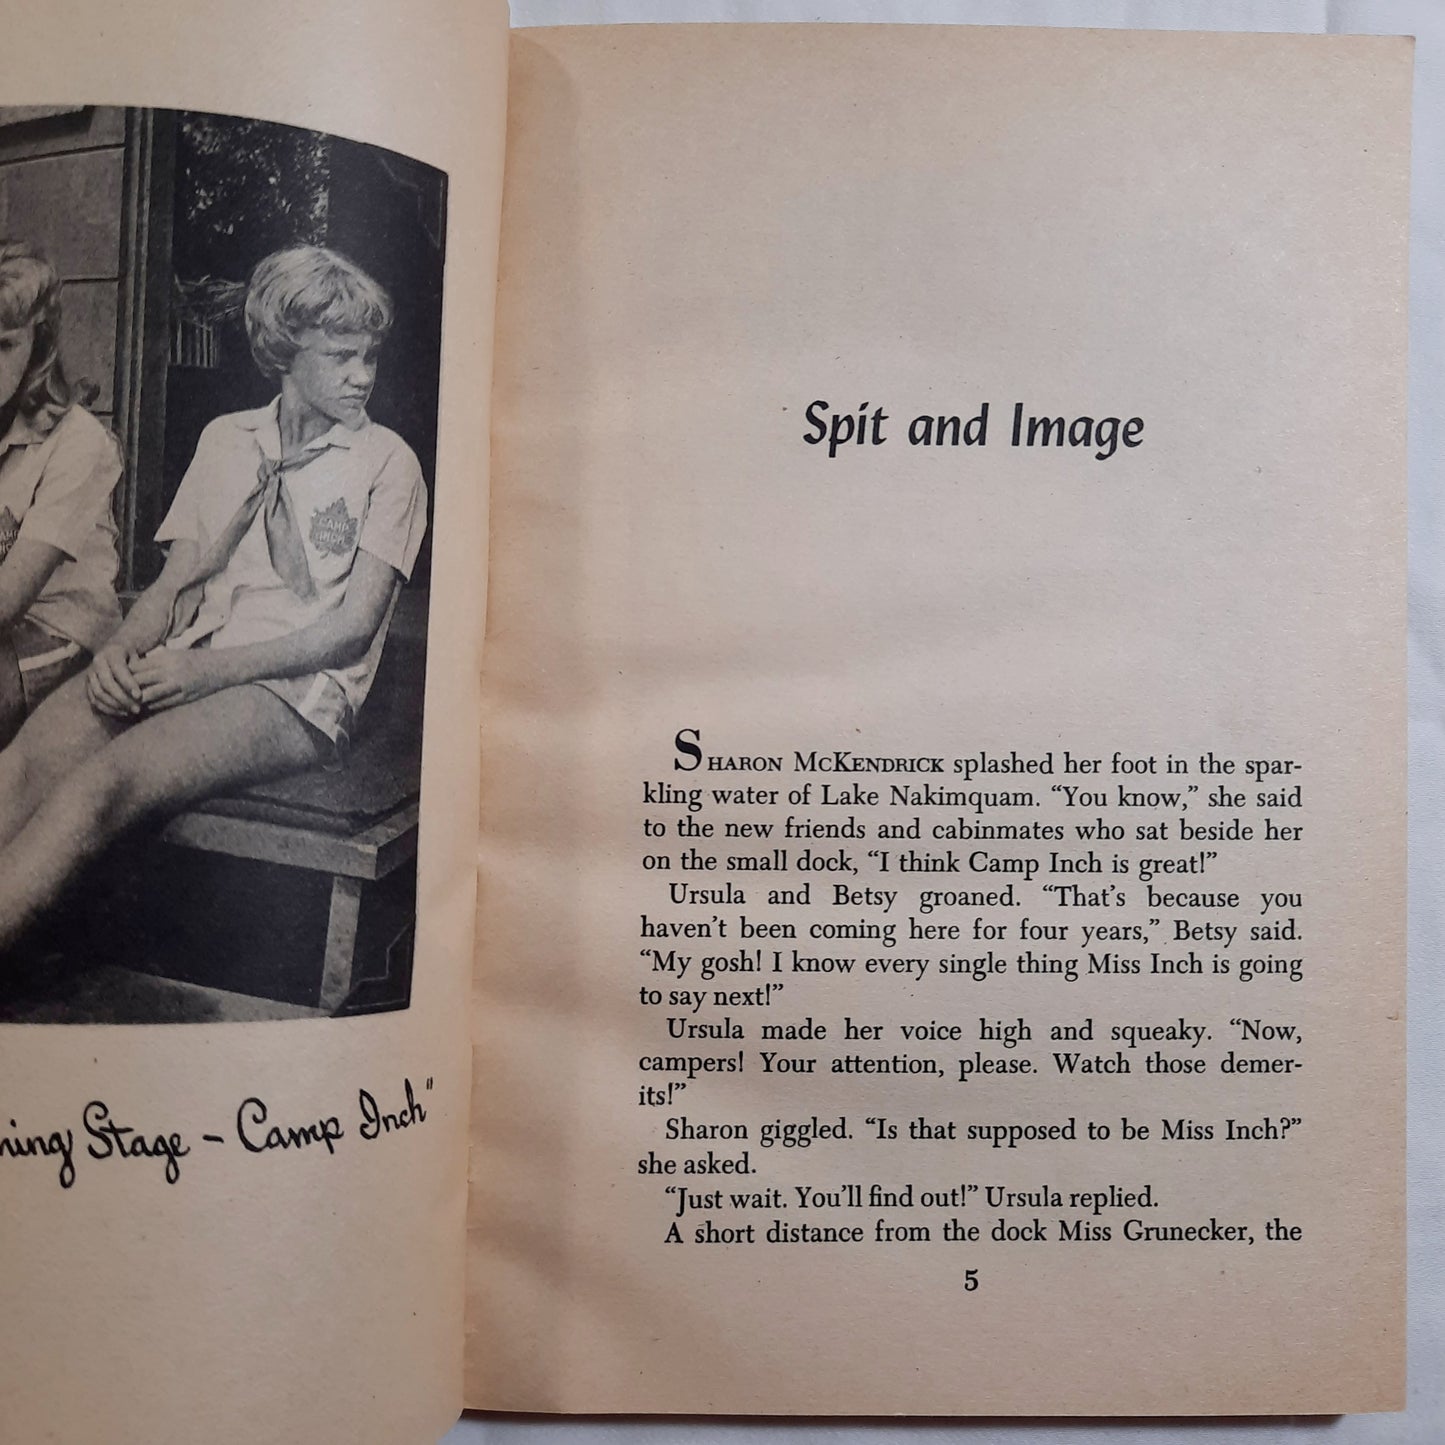 CAMP
INCH
Stage - Camp Inch"
Spit and Image
SHARON MCKENDRICK splashed her foot in the spar-
kling water of Lake Nakimquam. “You know,” she said
to the new friends and cabinmates who sat beside her
on the small dock, “I think Camp Inch is great!”
Ursula and Betsy groaned. “That’s because you
haven’t been coming here for four years,” Betsy said.
“My gosh! I know every single thing Miss Inch is going
to say next!”
Ursula made her voice high and squeaky. “Now,
campers! Your attention, please. Watch those demer-
its!”
Sharon giggled. “Is that supposed to be Miss Inch?”
she asked.
“Just wait. You’ll find out!” Ursula replied.
A short distance from the dock Miss Grunecker, the
5